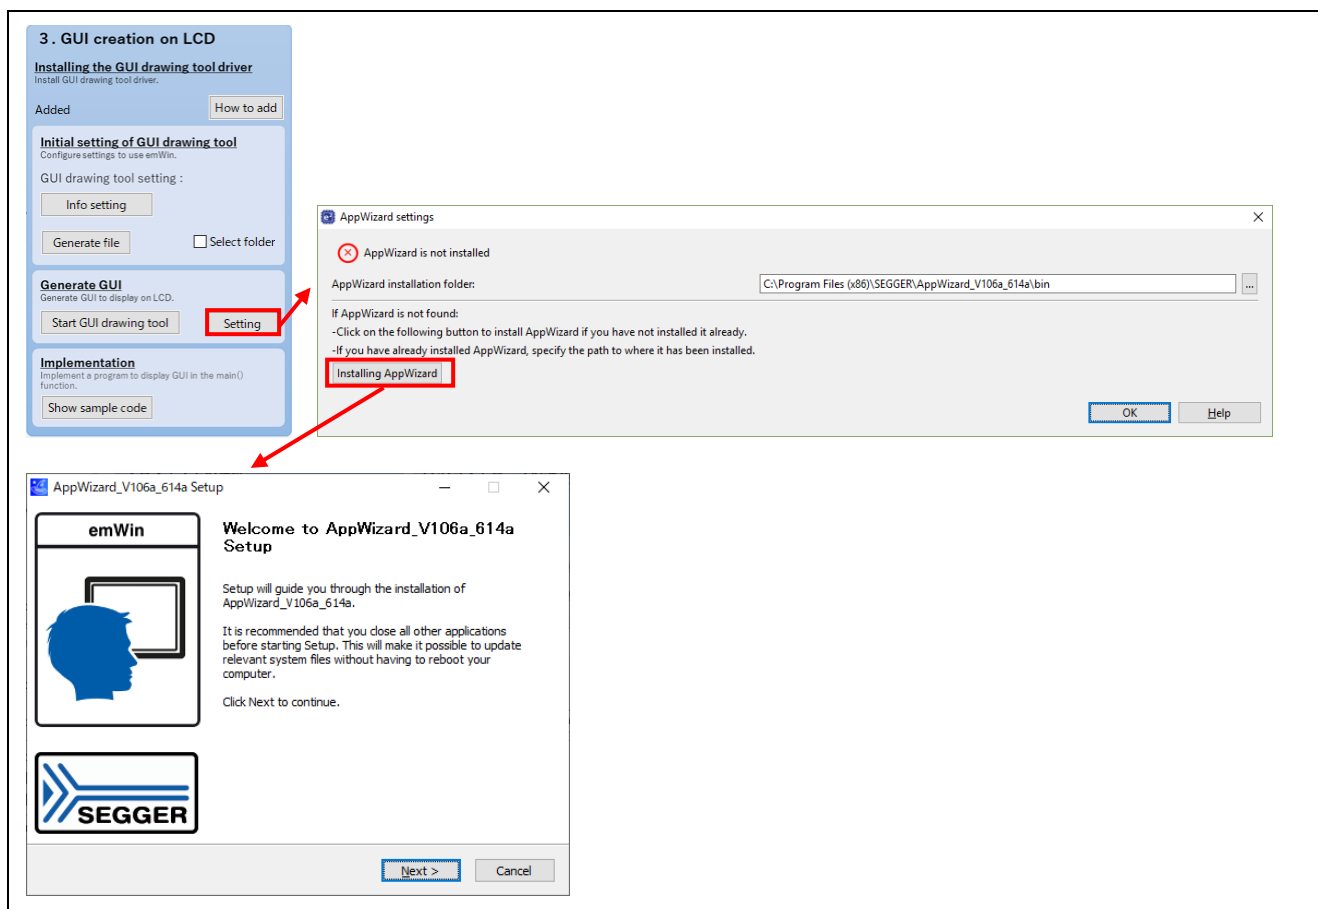 3. GUI creation on LCD
Installing the GUI drawing tool driver
Install GUI drawing tool driver.
Added
How to add
Initial setting of GUI drawing tool
Configure settings to use emWin.
GUI drawing tool setting :
Info setting
Generate file
Select folder
Generate GUI
Generate GUI to display on LCD.
Start GUI drawing tool
Setting
Implementation
Implement a program to display GUI in the main()
function.
Show sample code
AppWizard settings
AppWizard is not installed
AppWizard installation folder:
C:\Program Files (x86)\SEGGER\AppWizard_V106a_614a\bin
...
If AppWizard is not found:
-Click on the following button to install AppWizard if you have not installed it already.
-If you have already installed AppWizard, specify the path to where it has been installed.
Installing AppWizard
OK
Help
AppWizard_V106a_614a Setup
emWin
Welcome to AppWizard_V106a_614a
Setup
Setup will guide you through the installation of
AppWizard_V106a_614a.
It is recommended that you close all other applications
before starting Setup. This will make it possible to update
relevant system files without having to reboot your
computer.
Click Next to continue.
SEGGER
Next >
Cancel